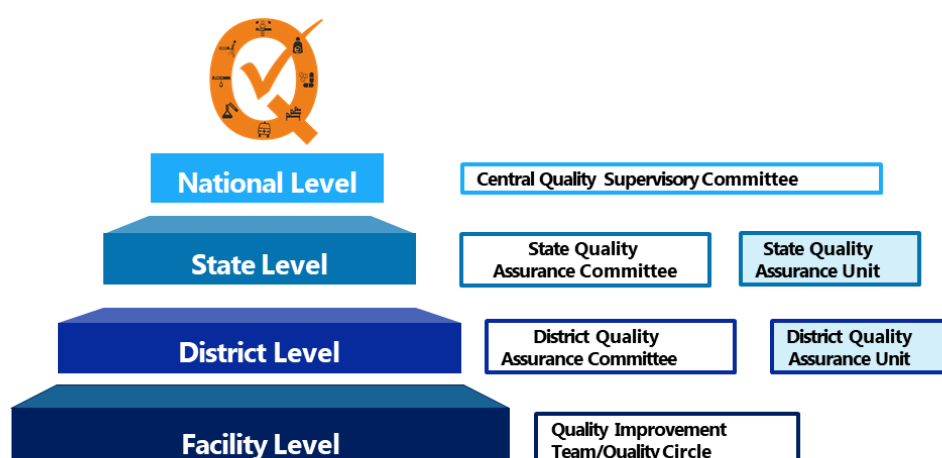 National Level
Central Quality Supervisory Committee
State Level
State Quality
Assurance Committee
State Quality
Assurance Unit
District Level
District Quality
Assurance Committee
District Quality
Assurance Unit
Facility Level
Quality Improvement
Team/Quality Circle